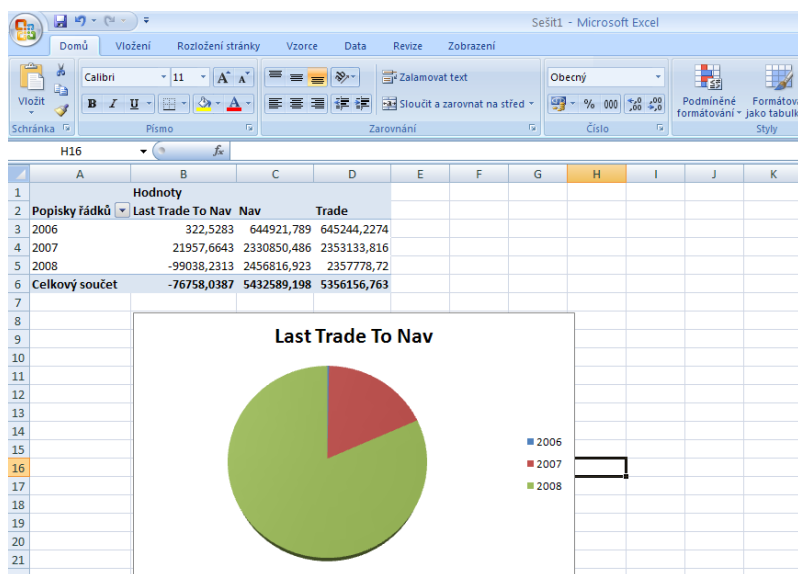 Sešit1 - Microsoft Excel
Domů Vložení Rozložení stránky Vzorce Data Revize Zobrazení
Calibri 11 A A Zalamovat text Obecný
Vložit B I U A Sloučit a zarovnat na střed % 000 ,00 ,0 Podmíněné formátování jako tabulk
Schránka Písmo Zarovnání Číslo Styly
H16 fx
A B C D E F G H I J K
1 Hodnoty
2 Popisky řádků Last Trade To Nav Nav Trade
3 2006 322,5283 644921,789 645244,2274
4 2007 21957,6643 2330850,486 2353133,816
5 2008 -99038,2313 2456816,923 2357778,72
6 Celkový součet -76758,0387 5432589,198 5356156,763
7
8
9 Last Trade To Nav
10
11
12
13
14
15 2006
16
17 2007
2008
18
19
20
21